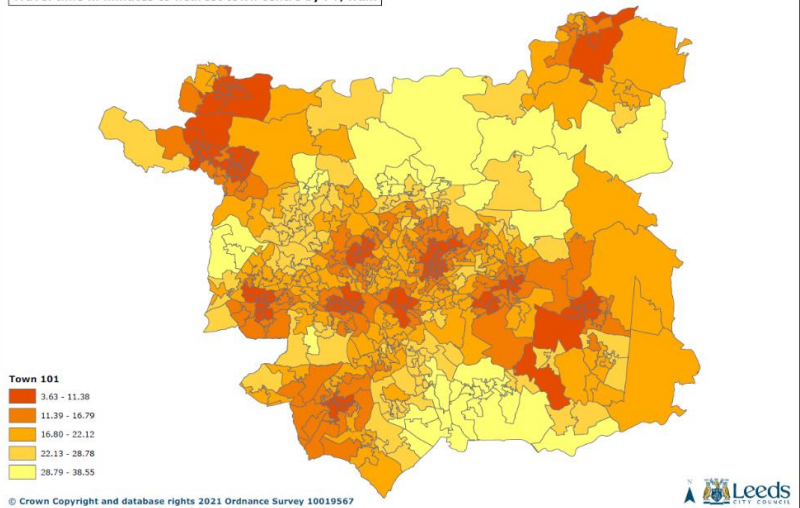 Town 101
3.63 - 11.38
11.39 - 16.79
16.80 - 22.12
22.13 - 28.78
28.79 - 38.55
© Crown Copyright and database rights 2021 Ordnance Survey 10019567
Leeds
CITY COUNCIL